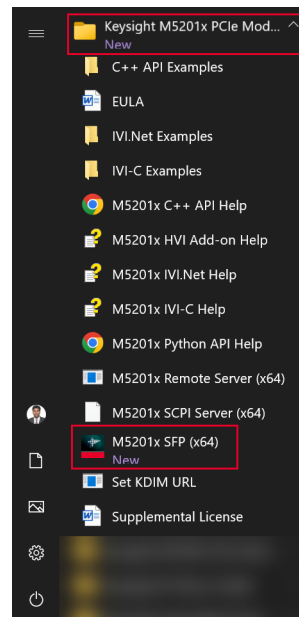 Keysight M5201x PCIe Mod...
New
C++ API Examples
EULA
IVI.Net Examples
IVI-C Examples
M5201x C++ API Help
M5201x HVI Add-on Help
M5201x IVI.Net Help
M5201x IVI-C Help
M5201x Python API Help
M5201x Remote Server (x64)
M5201x SCPI Server (x64)
M5201x SFP (x64)
New
Set KDIM URL
Supplemental License